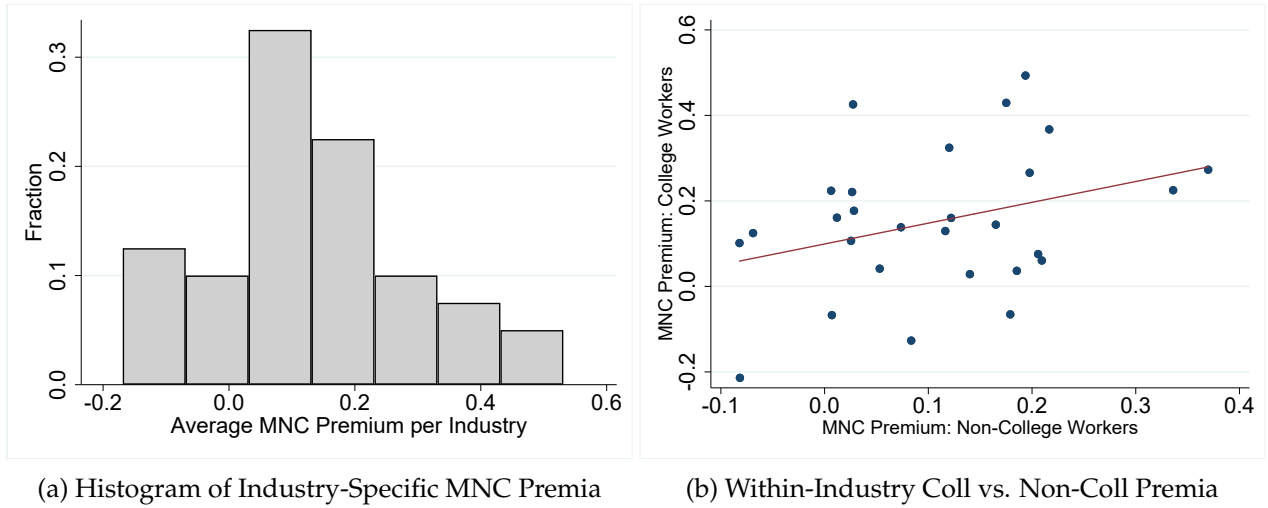 Fraction
0.3
0.2
0.1
0.0
-0.2 0.0 0.2 0.4 0.6
Average MNC Premium per Industry
(a) Histogram of Industry-Specific MNC Premia
MNC Premium: College Workers
0.6
0.4
0.2
0.0
-0.2
-0.1 0.0 0.1 0.2 0.3 0.4
MNC Premium: Non-College Workers
(b) Within-Industry Coll vs. Non-Coll Premia